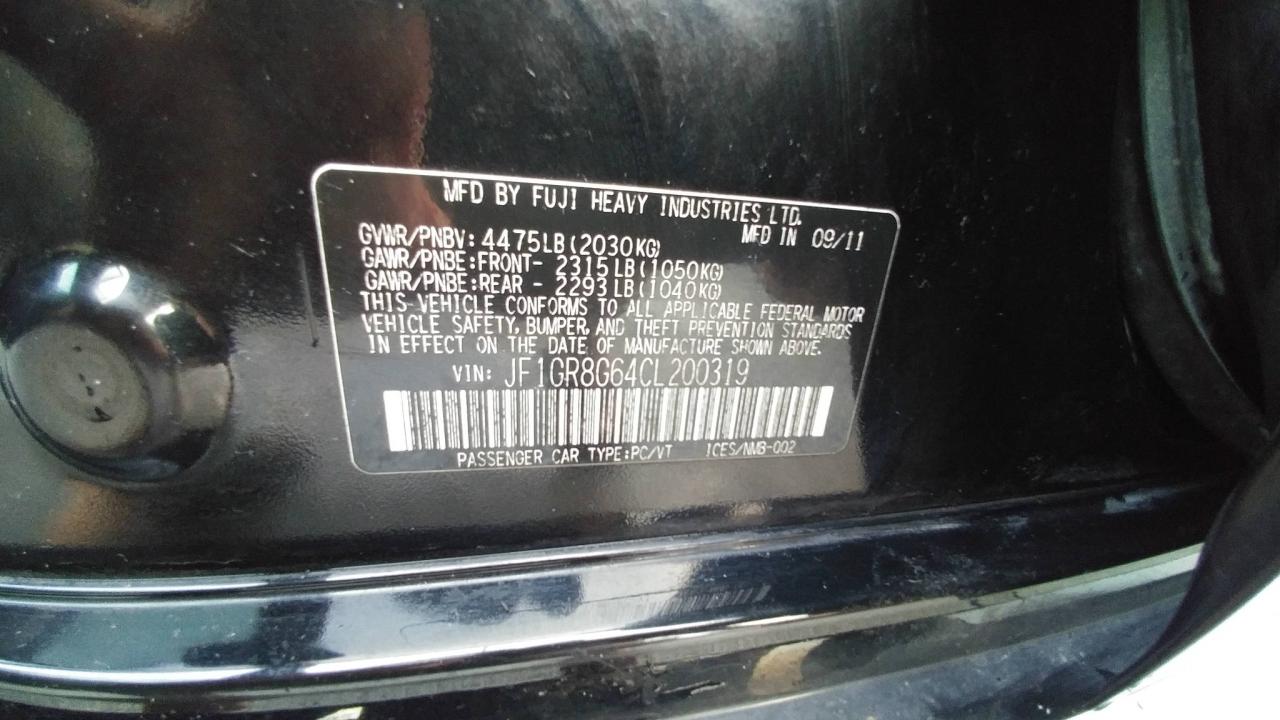 MFD BY FUJI HEAVY INDUSTRIES LTD.
MFD IN 09/11
GVWR/PNBV: 4475LB(2030KG)
GAWR/PNBE:FRONT- 2315LB(1050KG)
GAWR/PNBE:REAR - 2293LB(1040KG)
THIS VEHICLE CONFORMS TO ALL APPLICABLE FEDERAL MOTOR
VEHICLE SAFETY, BUMPER, AND THEFT PREVENTION STANDARDS
IN EFFECT ON THE DATE OF MANUFACTURE SHOWN ABOVE.
VIN: JF1GR8G64CL200319
PASSENGER CAR TYPE:PC/VT ICES/NMB-002